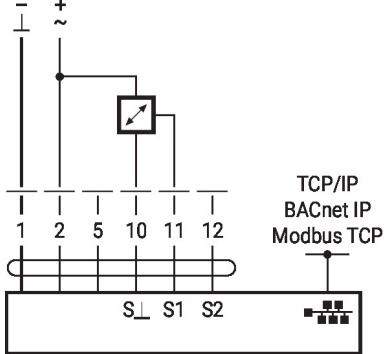 − +
⊥ ~
TCP/IP
BACnet IP
Modbus TCP
1 2 5 10 11 12
S⊥ S1 S2